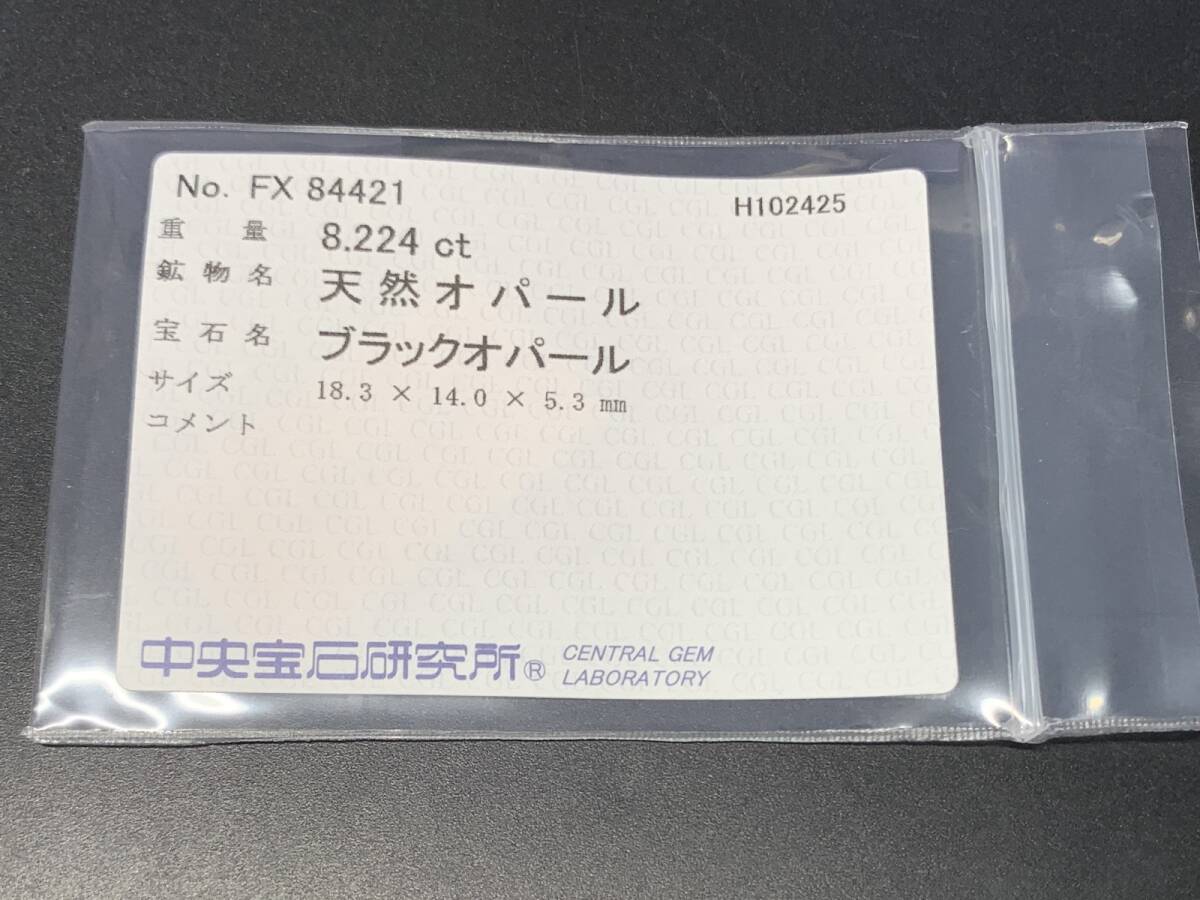 No. FX 84421
H102425
重量 8.224 ct
鉱物名 天然オパール
宝石名 ブラックオパール
サイズ 18.3 × 14.0 × 5.3 ㎜
コメント
中央宝石研究所® CENTRAL GEM
LABORATORY